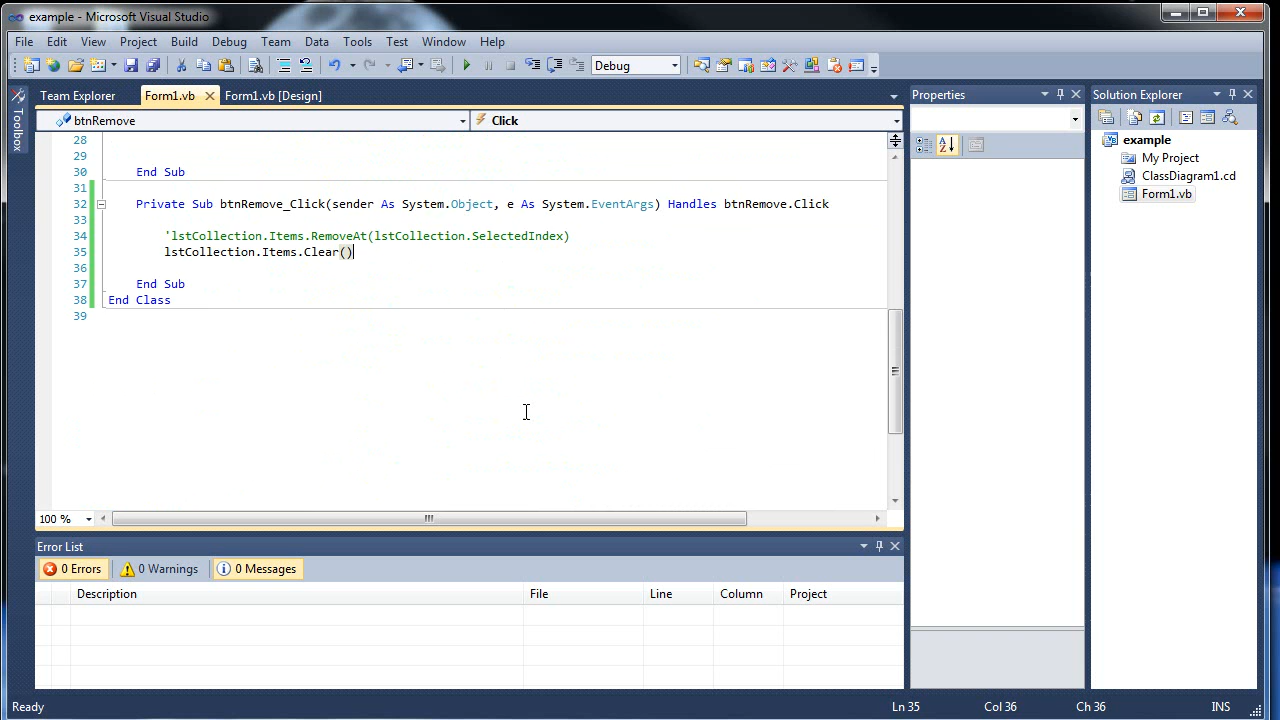 example - Microsoft Visual Studio
File Edit View Project Build Debug Team Data Tools Test Window Help
Debug
Team Explorer Form1.vb Form1.vb [Design]
btnRemove Click
28
29
30 End Sub
31
32 Private Sub btnRemove_Click(sender As System.Object, e As System.EventArgs) Handles btnRemove.Click
33
34 'lstCollection.Items.RemoveAt(lstCollection.SelectedIndex)
35 lstCollection.Items.Clear()
36
37 End Sub
38 End Class
39
100 %
Toolbox
Properties
Solution Explorer
example
My Project
ClassDiagram1.cd
Form1.vb
Error List
0 Errors 0 Warnings 0 Messages
Description File Line Column Project
Ready Ln 35 Col 36 Ch 36 INS